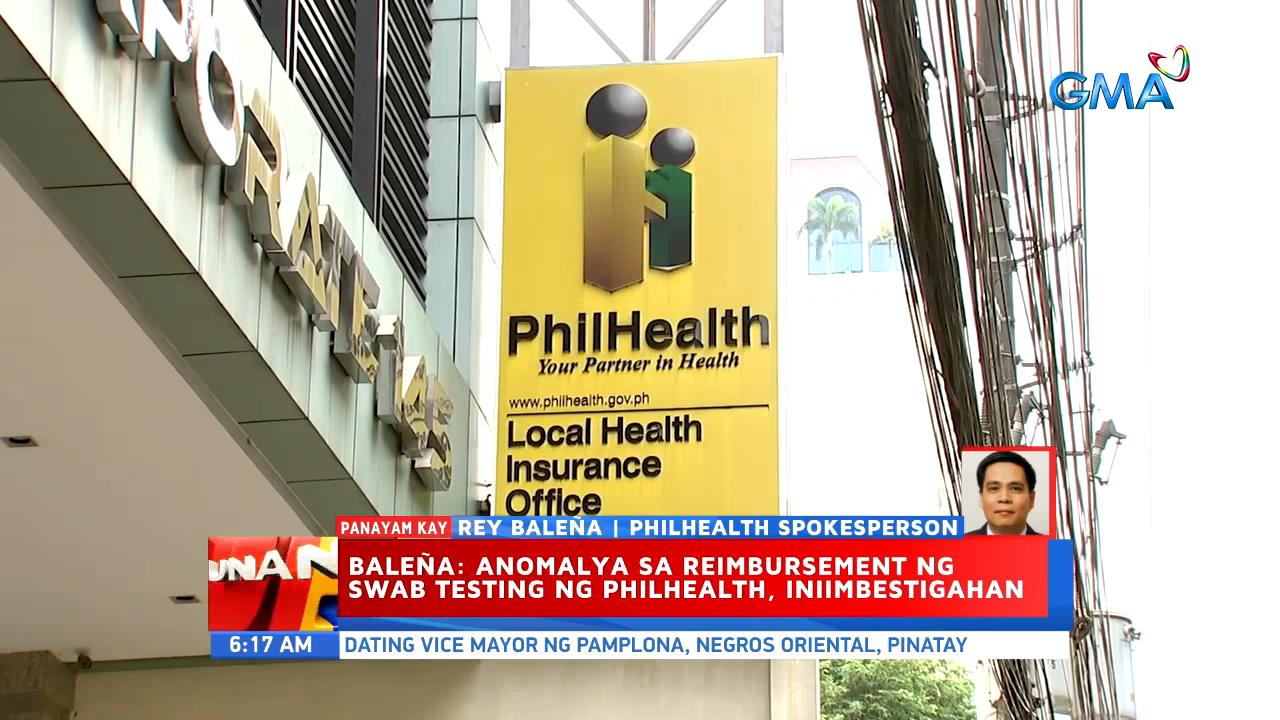 ORATE
GMA
PhilHealth
Your Partner in Health
www.philhealth.gov.ph
Local Health
Insurance
Office
PANAYAM KAY REY BALEÑA | PHILHEALTH SPOKESPERSON
UNANG
BALEÑA: ANOMALYA SA REIMBURSEMENT NG
SWAB TESTING NG PHILHEALTH, INIIMBESTIGAHAN
6:17 AM DATING VICE MAYOR NG PAMPLONA, NEGROS ORIENTAL, PINATAY